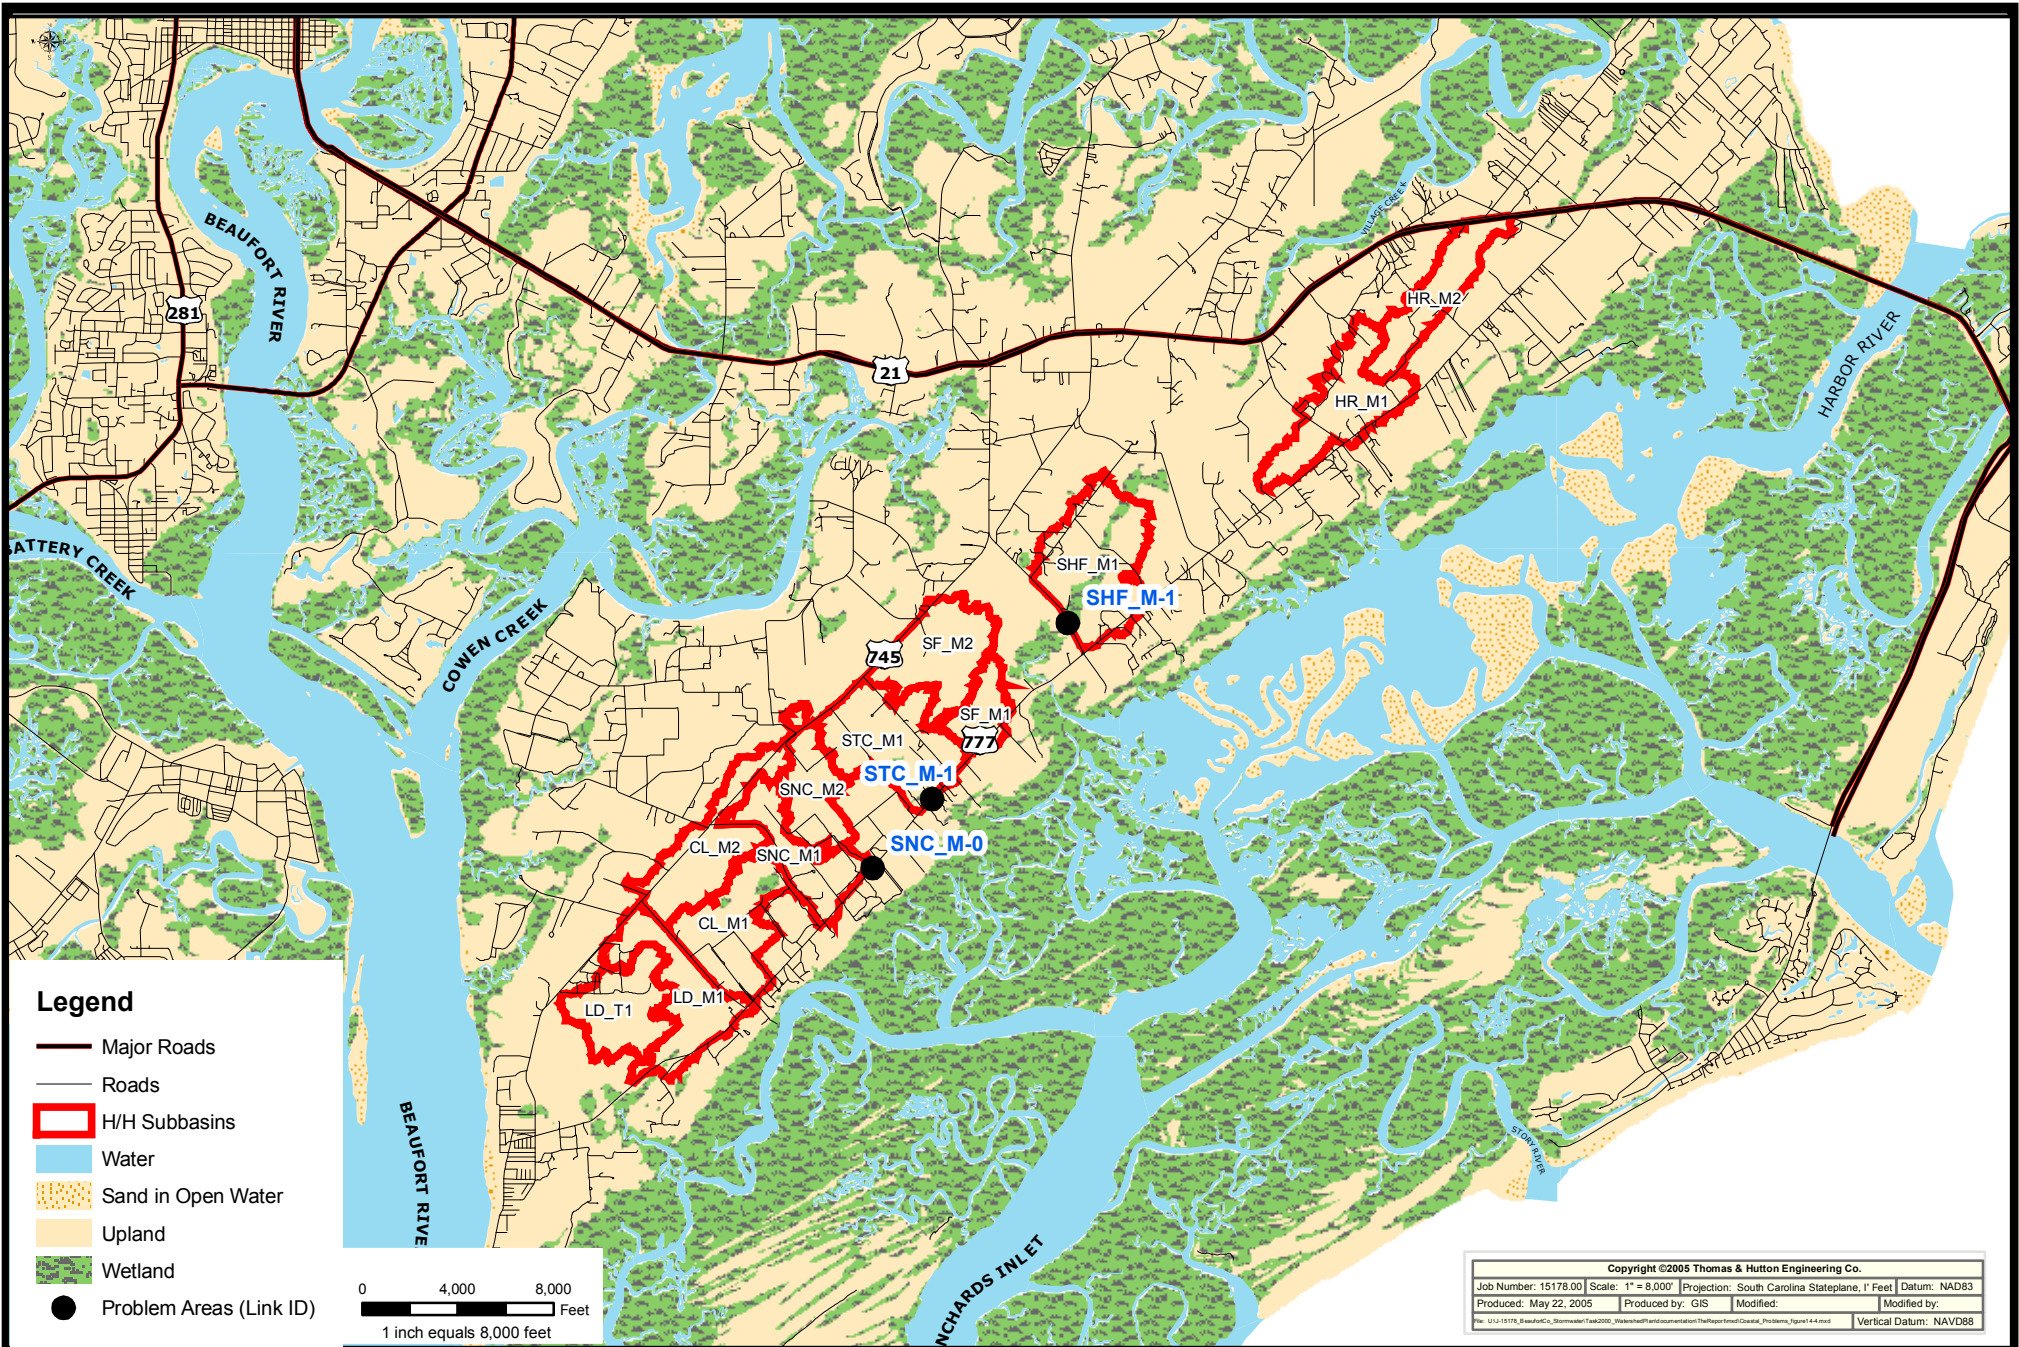 BEAUFORT RIVER
281
21
VILLAGE CREEK
HR_M2
HR_M1
HARBOR RIVER
BATTERY CREEK
COWEN CREEK
SHF_M1
SHF_M-1
SF_M2
745
SF_M1
777
STC_M1
STC_M-1
SNC_M2
SNC_M-0
CL_M2
SNC_M1
CL_M1
LD_M1
LD_T1
BEAUFORT RIVE
STORY RIVER
NCHARDS INLET
Legend
Major Roads
Roads
H/H Subbasins
Water
Sand in Open Water
Upland
Wetland
Problem Areas (Link ID)
0 4,000 8,000
Feet
1 inch equals 8,000 feet
Copyright ©2005 Thomas & Hutton Engineering Co.
Job Number: 15178.00 Scale: 1" = 8,000' Projection: South Carolina Stateplane, I' Feet Datum: NAD83
Produced: May 22, 2005 Produced by: GIS Modified: Modified by:
Vertical Datum: NAVD88